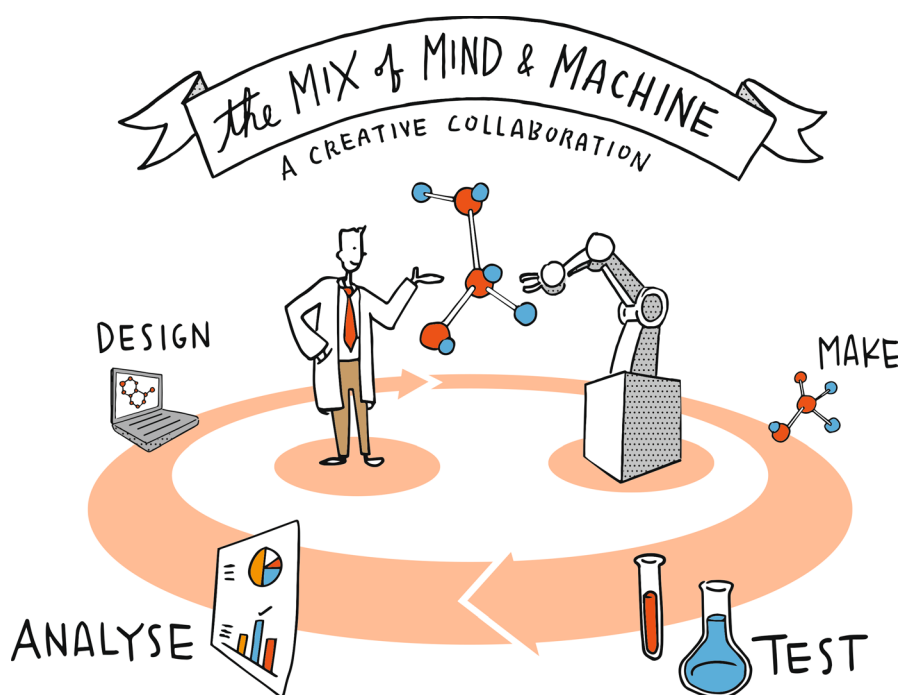 the MIX of MIND & MACHINE
A CREATIVE COLLABORATION
DESIGN
MAKE
ANALYSE
TEST